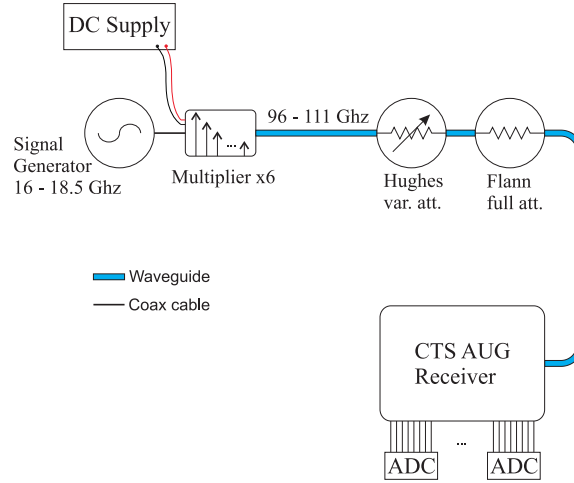 DC Supply
96 - 111 Ghz
Signal
Generator
16 - 18.5 Ghz
...
Multiplier x6
Hughes
var. att.
Flann
full att.
Waveguide
Coax cable
CTS AUG
Receiver
...
ADC
ADC